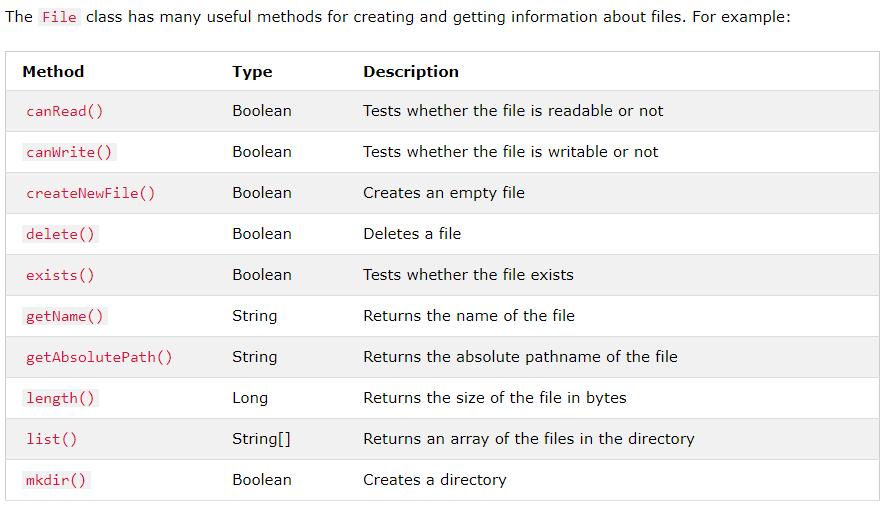 The File class has many useful methods for creating and getting information about files. For example:
Method Type Description
canRead() Boolean Tests whether the file is readable or not
canWrite() Boolean Tests whether the file is writable or not
createNewFile() Boolean Creates an empty file
delete() Boolean Deletes a file
exists() Boolean Tests whether the file exists
getName() String Returns the name of the file
getAbsolutePath() String Returns the absolute pathname of the file
length() Long Returns the size of the file in bytes
list() String[] Returns an array of the files in the directory
mkdir() Boolean Creates a directory